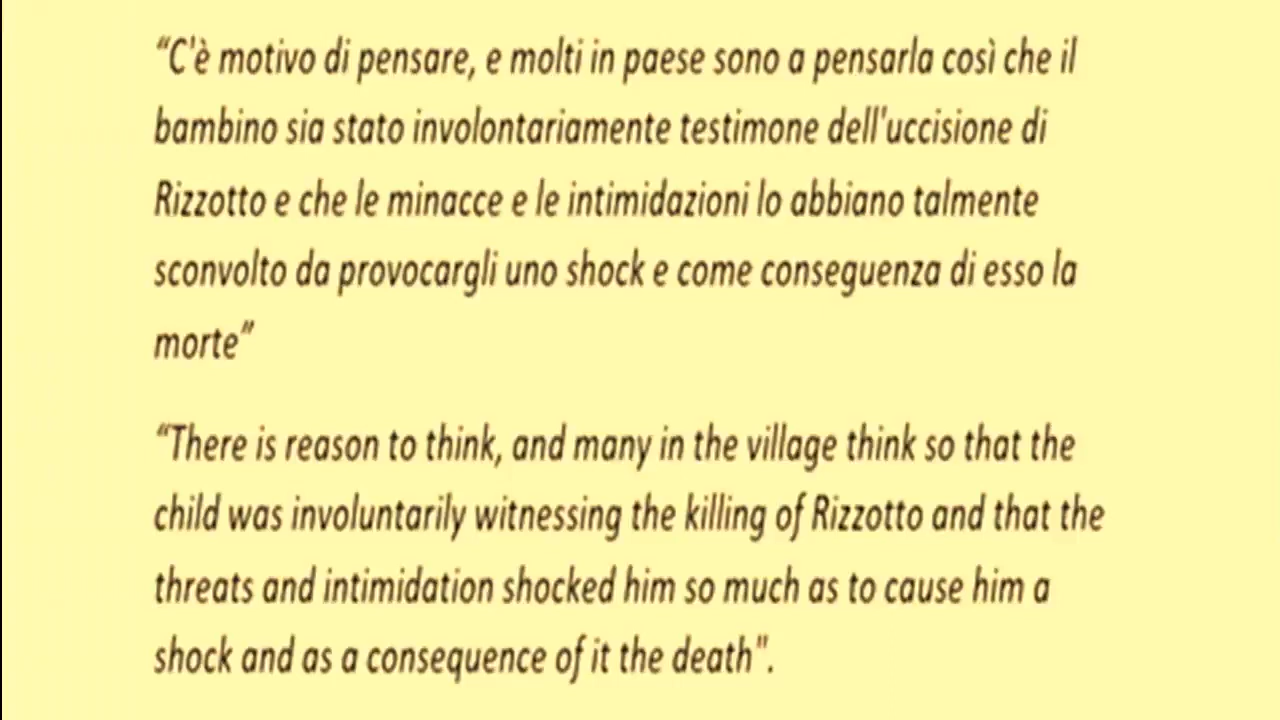 “C'è motivo di pensare, e molti in paese sono a pensarla così che il
bambino sia stato involontariamente testimone dell'uccisione di
Rizzotto e che le minacce e le intimidazioni lo abbiano talmente
sconvolto da provocargli uno shock e come conseguenza di esso la
morte”
“There is reason to think, and many in the village think so that the
child was involuntarily witnessing the killing of Rizzotto and that the
threats and intimidation shocked him so much as to cause him a
shock and as a consequence of it the death".